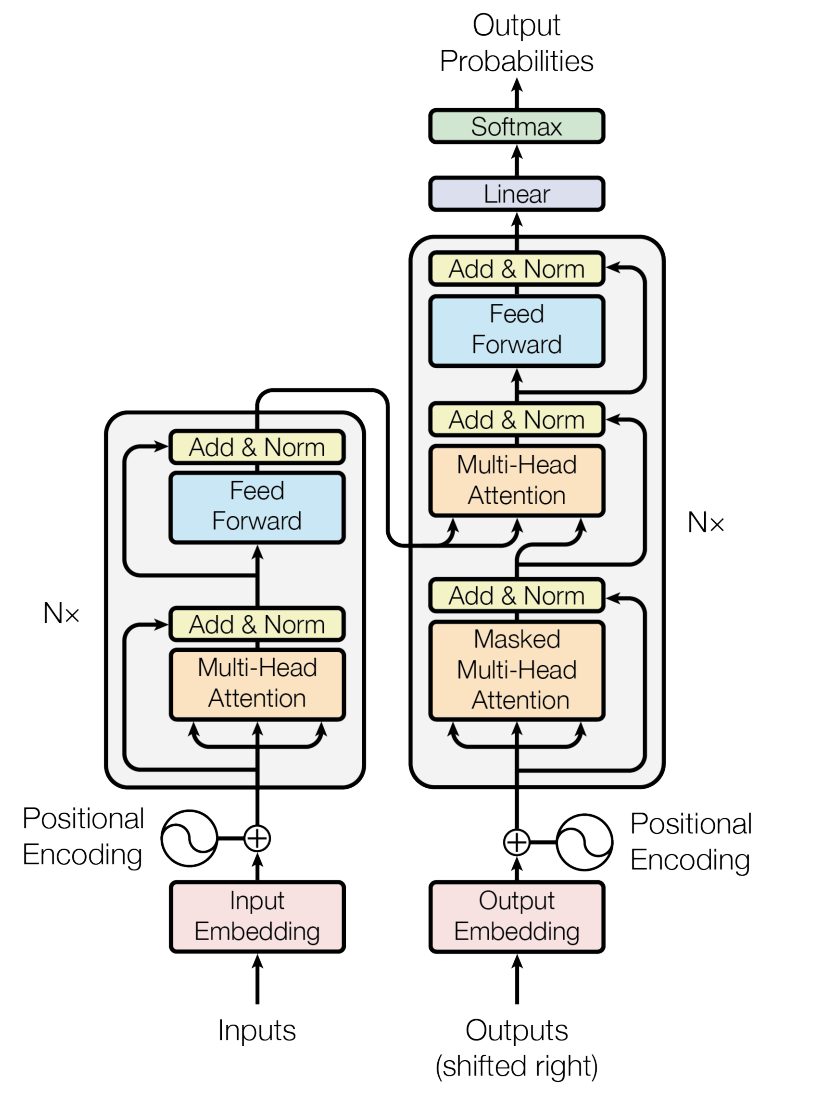 Output
Probabilities
Softmax
Linear
Add & Norm
Feed
Forward
Add & Norm
Multi-Head
Attention
Nx
Add & Norm
Masked
Multi-Head
Attention
Add & Norm
Feed
Forward
Nx
Add & Norm
Multi-Head
Attention
Positional
Encoding
Positional
Encoding
Input
Embedding
Output
Embedding
Inputs
Outputs
(shifted right)